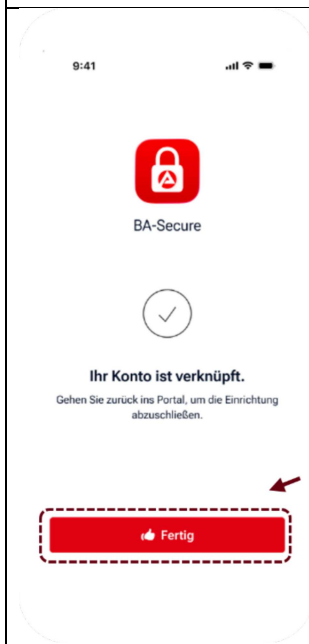 9:41
BA-Secure
Ihr Konto ist verknüpft.
Gehen Sie zurück ins Portal, um die Einrichtung
abzuschließen.
Fertig